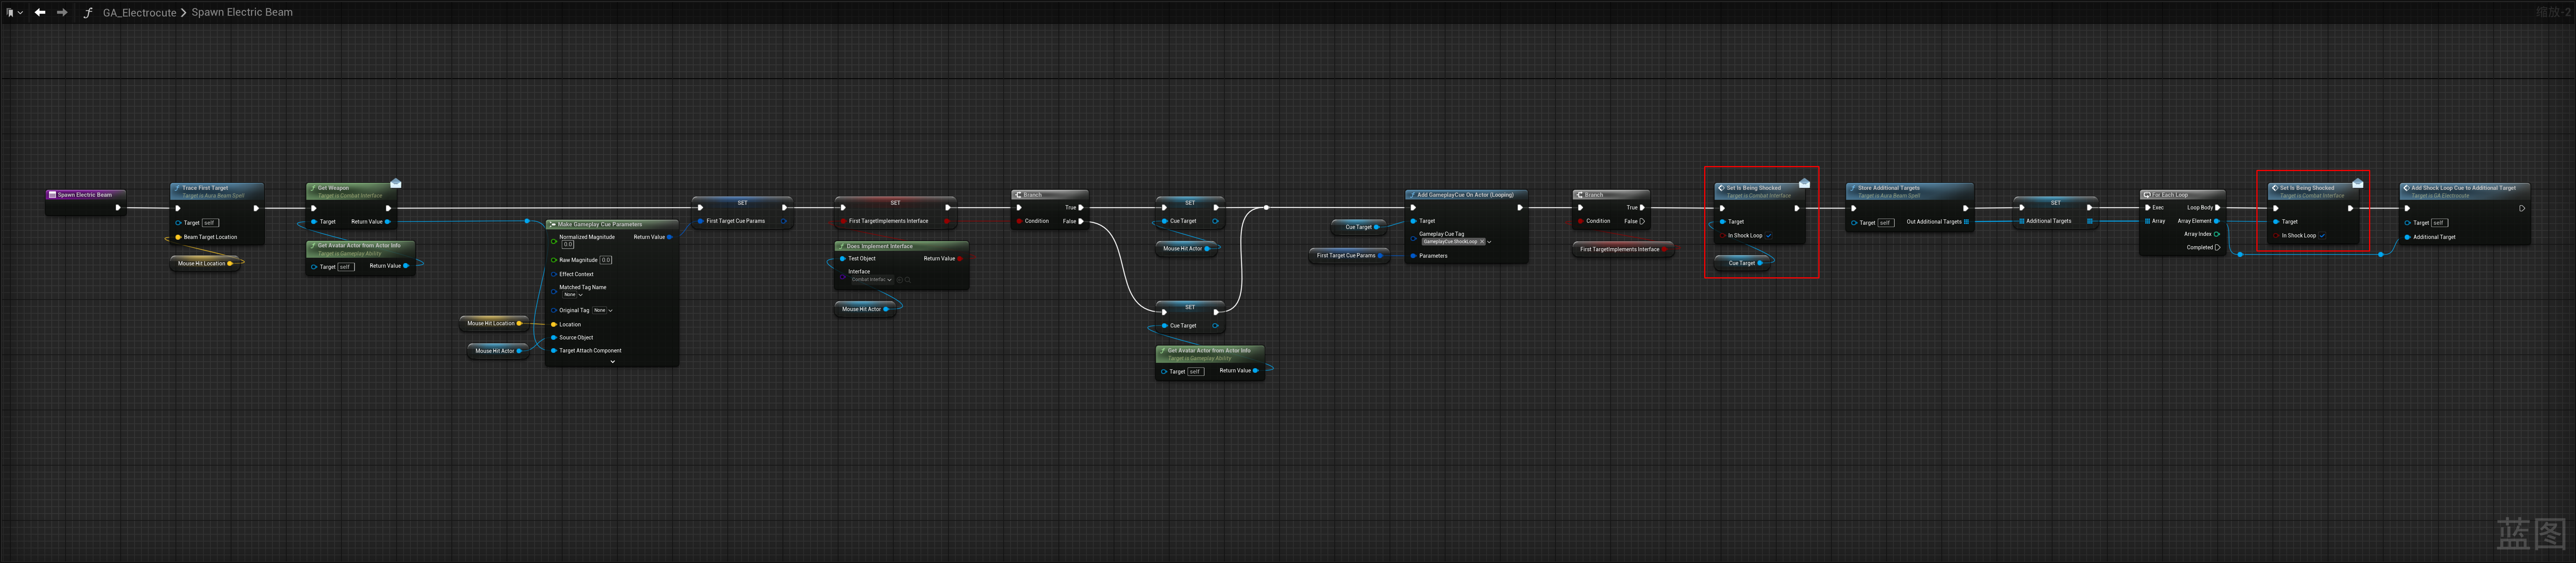 GA_Electrocute > Spawn Electric Beam
缩放-2
Spawn Electric Beam
Trace First Target
Target is Aura Beam Spell
Target self
Beam Target Location
Mouse Hit Location
Get Weapon
Target is Combat Interface
Target Return Value
Get Avatar Actor from Actor Info
Target is Gameplay Ability
Target self Return Value
Mouse Hit Location
Mouse Hit Actor
Make Gameplay Cue Parameters
Normalized Magnitude Return Value
0.0
Raw Magnitude 0.0
Effect Context
Matched Tag Name
None
Original Tag None
Location
Source Object
Target Attach Component
SET
First Target Cue Params
SET
First TargetImplements Interface
Does Implement Interface
Test Object Return Value
Interface
Combat Interfac
Mouse Hit Actor
Branch
True
Condition False
SET
Cue Target
Mouse Hit Actor
SET
Cue Target
Get Avatar Actor from Actor Info
Target is Gameplay Ability
Target self Return Value
Cue Target
First Target Cue Params
Add GameplayCue On Actor (Looping)
Target
Gameplay Cue Tag
GameplayCue.ShockLoop
Parameters
Branch
True
Condition False
First TargetImplements Interface
Set Is Being Shocked
Target is Combat Interface
Target
In Shock Loop
Cue Target
Store Additional Targets
Target is Aura Beam Spell
Target self Out Additional Targets
SET
Additional Targets
For Each Loop
Exec Loop Body
Array Array Element
Array Index
Completed
Set Is Being Shocked
Target is Combat Interface
Target
In Shock Loop
Add Shock Loop Cue to Additional Target
Target is GA Electrocute
Target self
Additional Target
蓝图